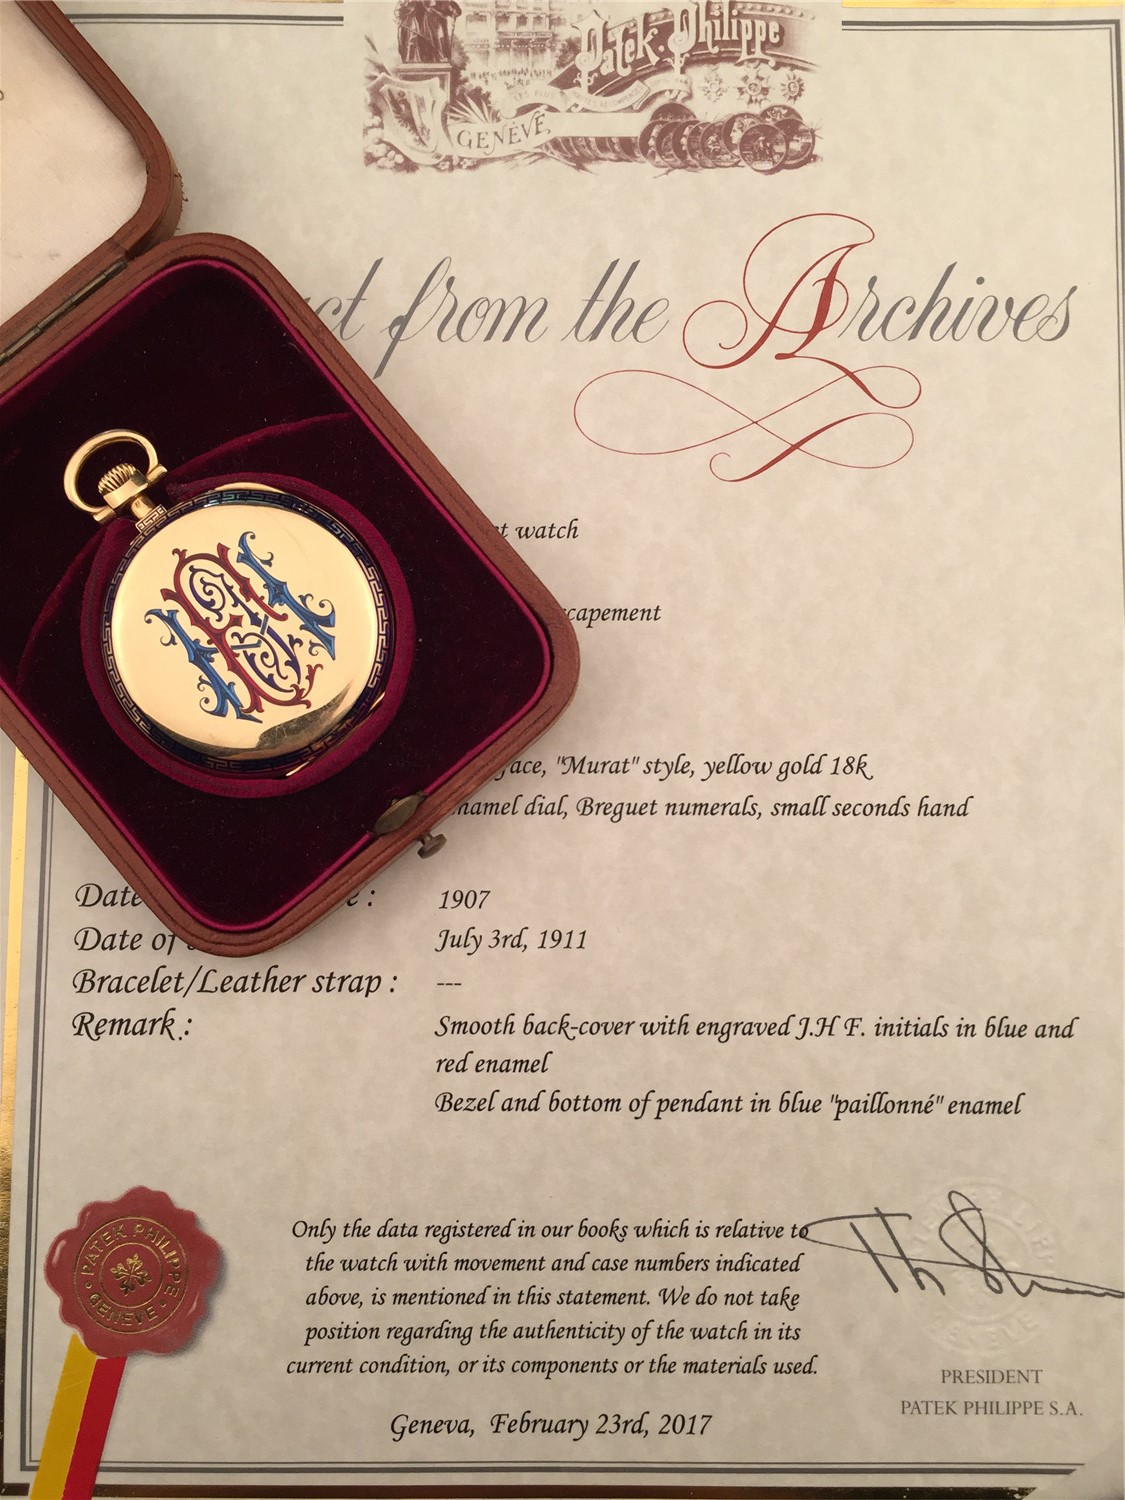 Patek Philippe
GENÈVE
ct from the Archives
t watch
scapement
face, "Murat" style, yellow gold 18k
namel dial, Breguet numerals, small seconds hand
Date e : 1907
Date of July 3rd, 1911
Bracelet/Leather strap : ---
Remark : Smooth back-cover with engraved J.H F. initials in blue and
red enamel
Bezel and bottom of pendant in blue "paillonné" enamel
Only the data registered in our books which is relative to
the watch with movement and case numbers indicated
above, is mentioned in this statement. We do not take
position regarding the authenticity of the watch in its
current condition, or its components or the materials used.
Geneva, February 23rd, 2017
PATEK PHILIPPE
GENEVE
PRESIDENT
PATEK PHILIPPE S.A.